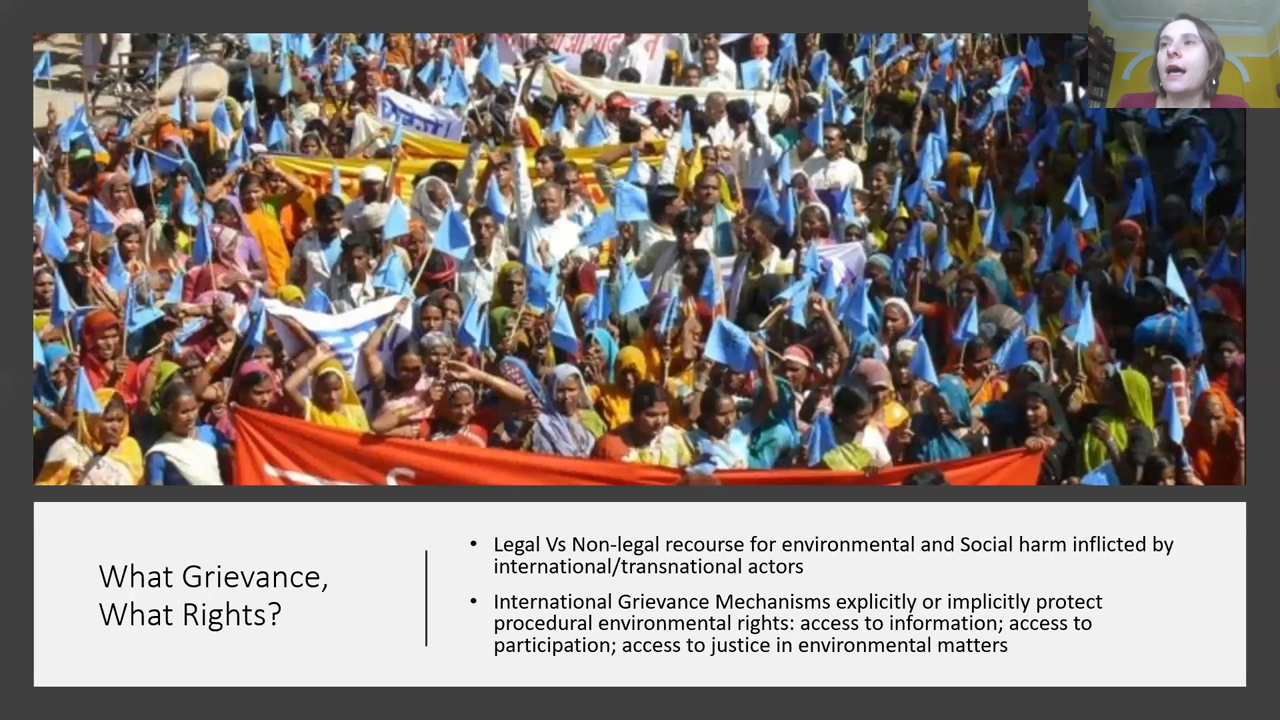 What Grievance,
What Rights?
• Legal Vs Non-legal recourse for environmental and Social harm inflicted by
international/transnational actors
• International Grievance Mechanisms explicitly or implicitly protect
procedural environmental rights: access to information; access to
participation; access to justice in environmental matters